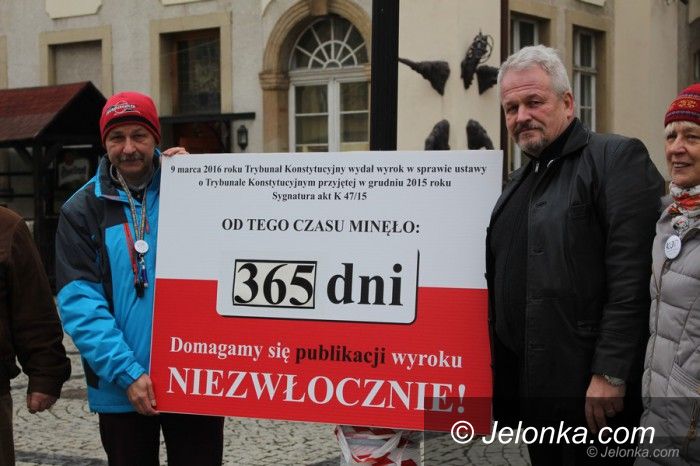 9 marca 2016 roku Trybunał Konstytucyjny wydał wyrok w sprawie ustawy
o Trybunale Konstytucyjnym przyjętej w grudniu 2015 roku
Sygnatura akt K 47/15
OD TEGO CZASU MINĘŁO:
365 dni
Domagamy się publikacji wyroku
NIEZWŁOCZNIE!
© Jelonka.com
© Jelonka.com